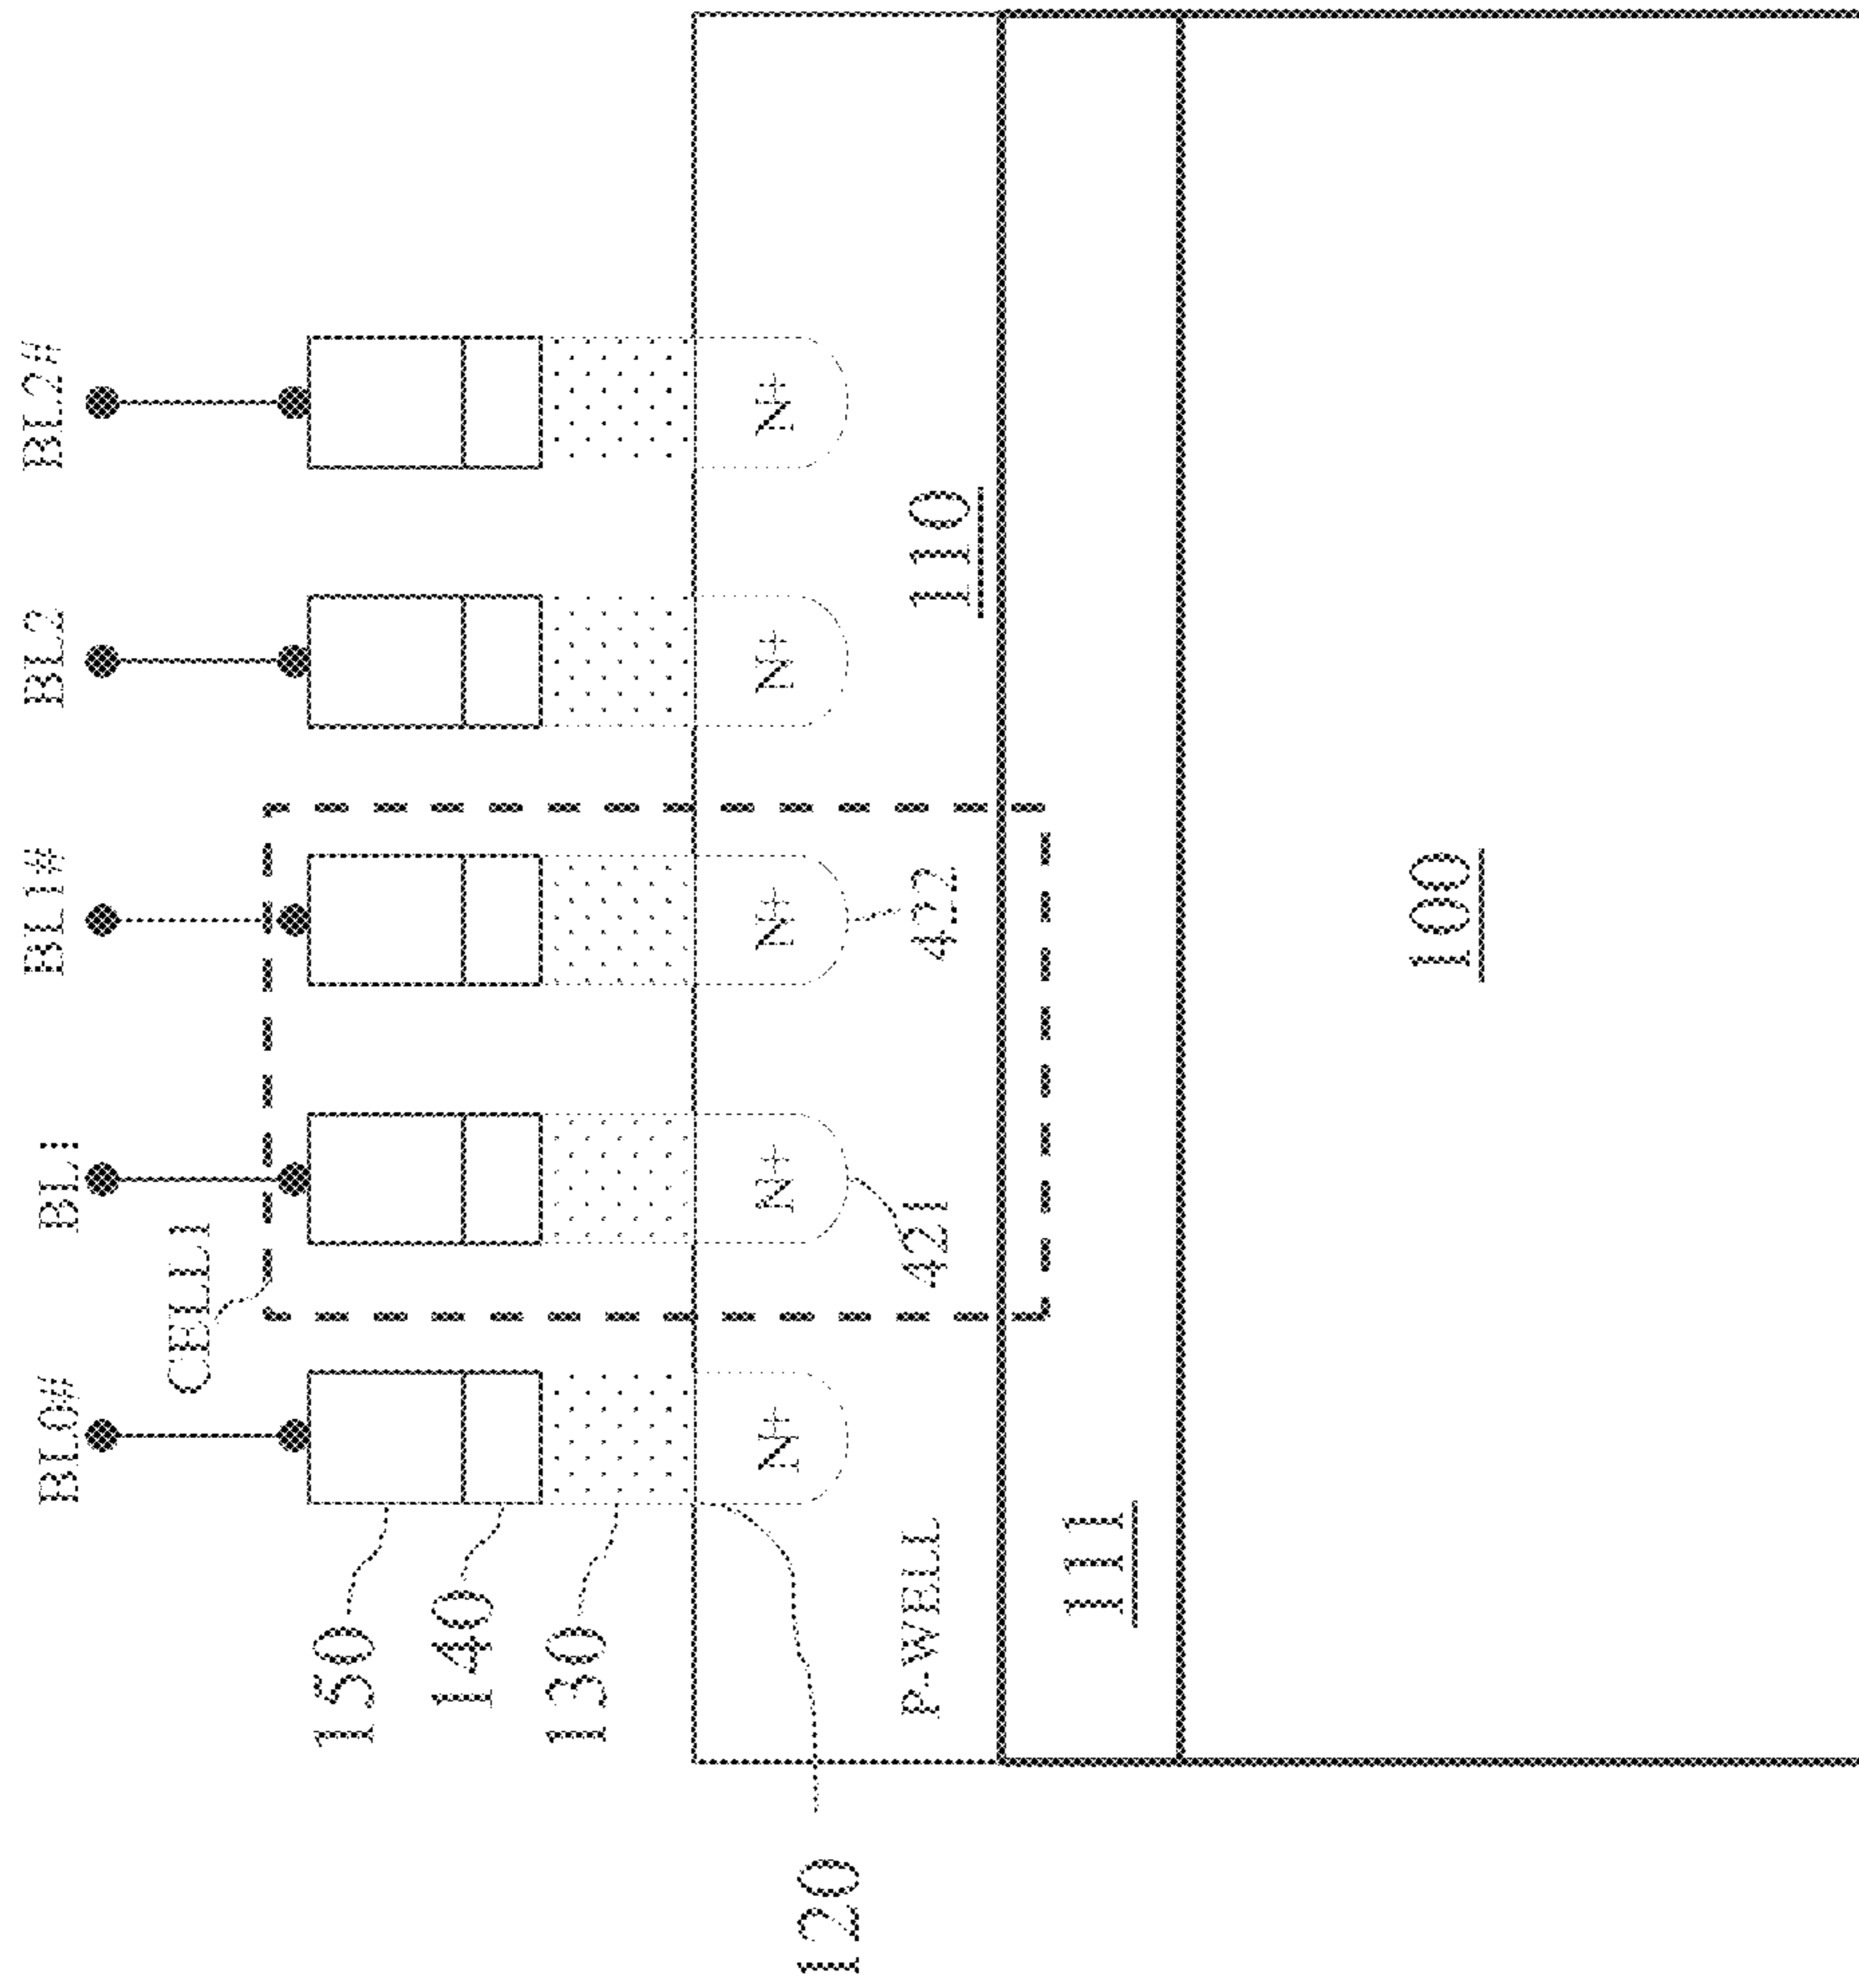 BL0#
BL1
BL1#
BL2
BL2#
CELL1
150
140
130
120
N+
N+
N+
N+
N+
421
422
P-WELL
110
111
100